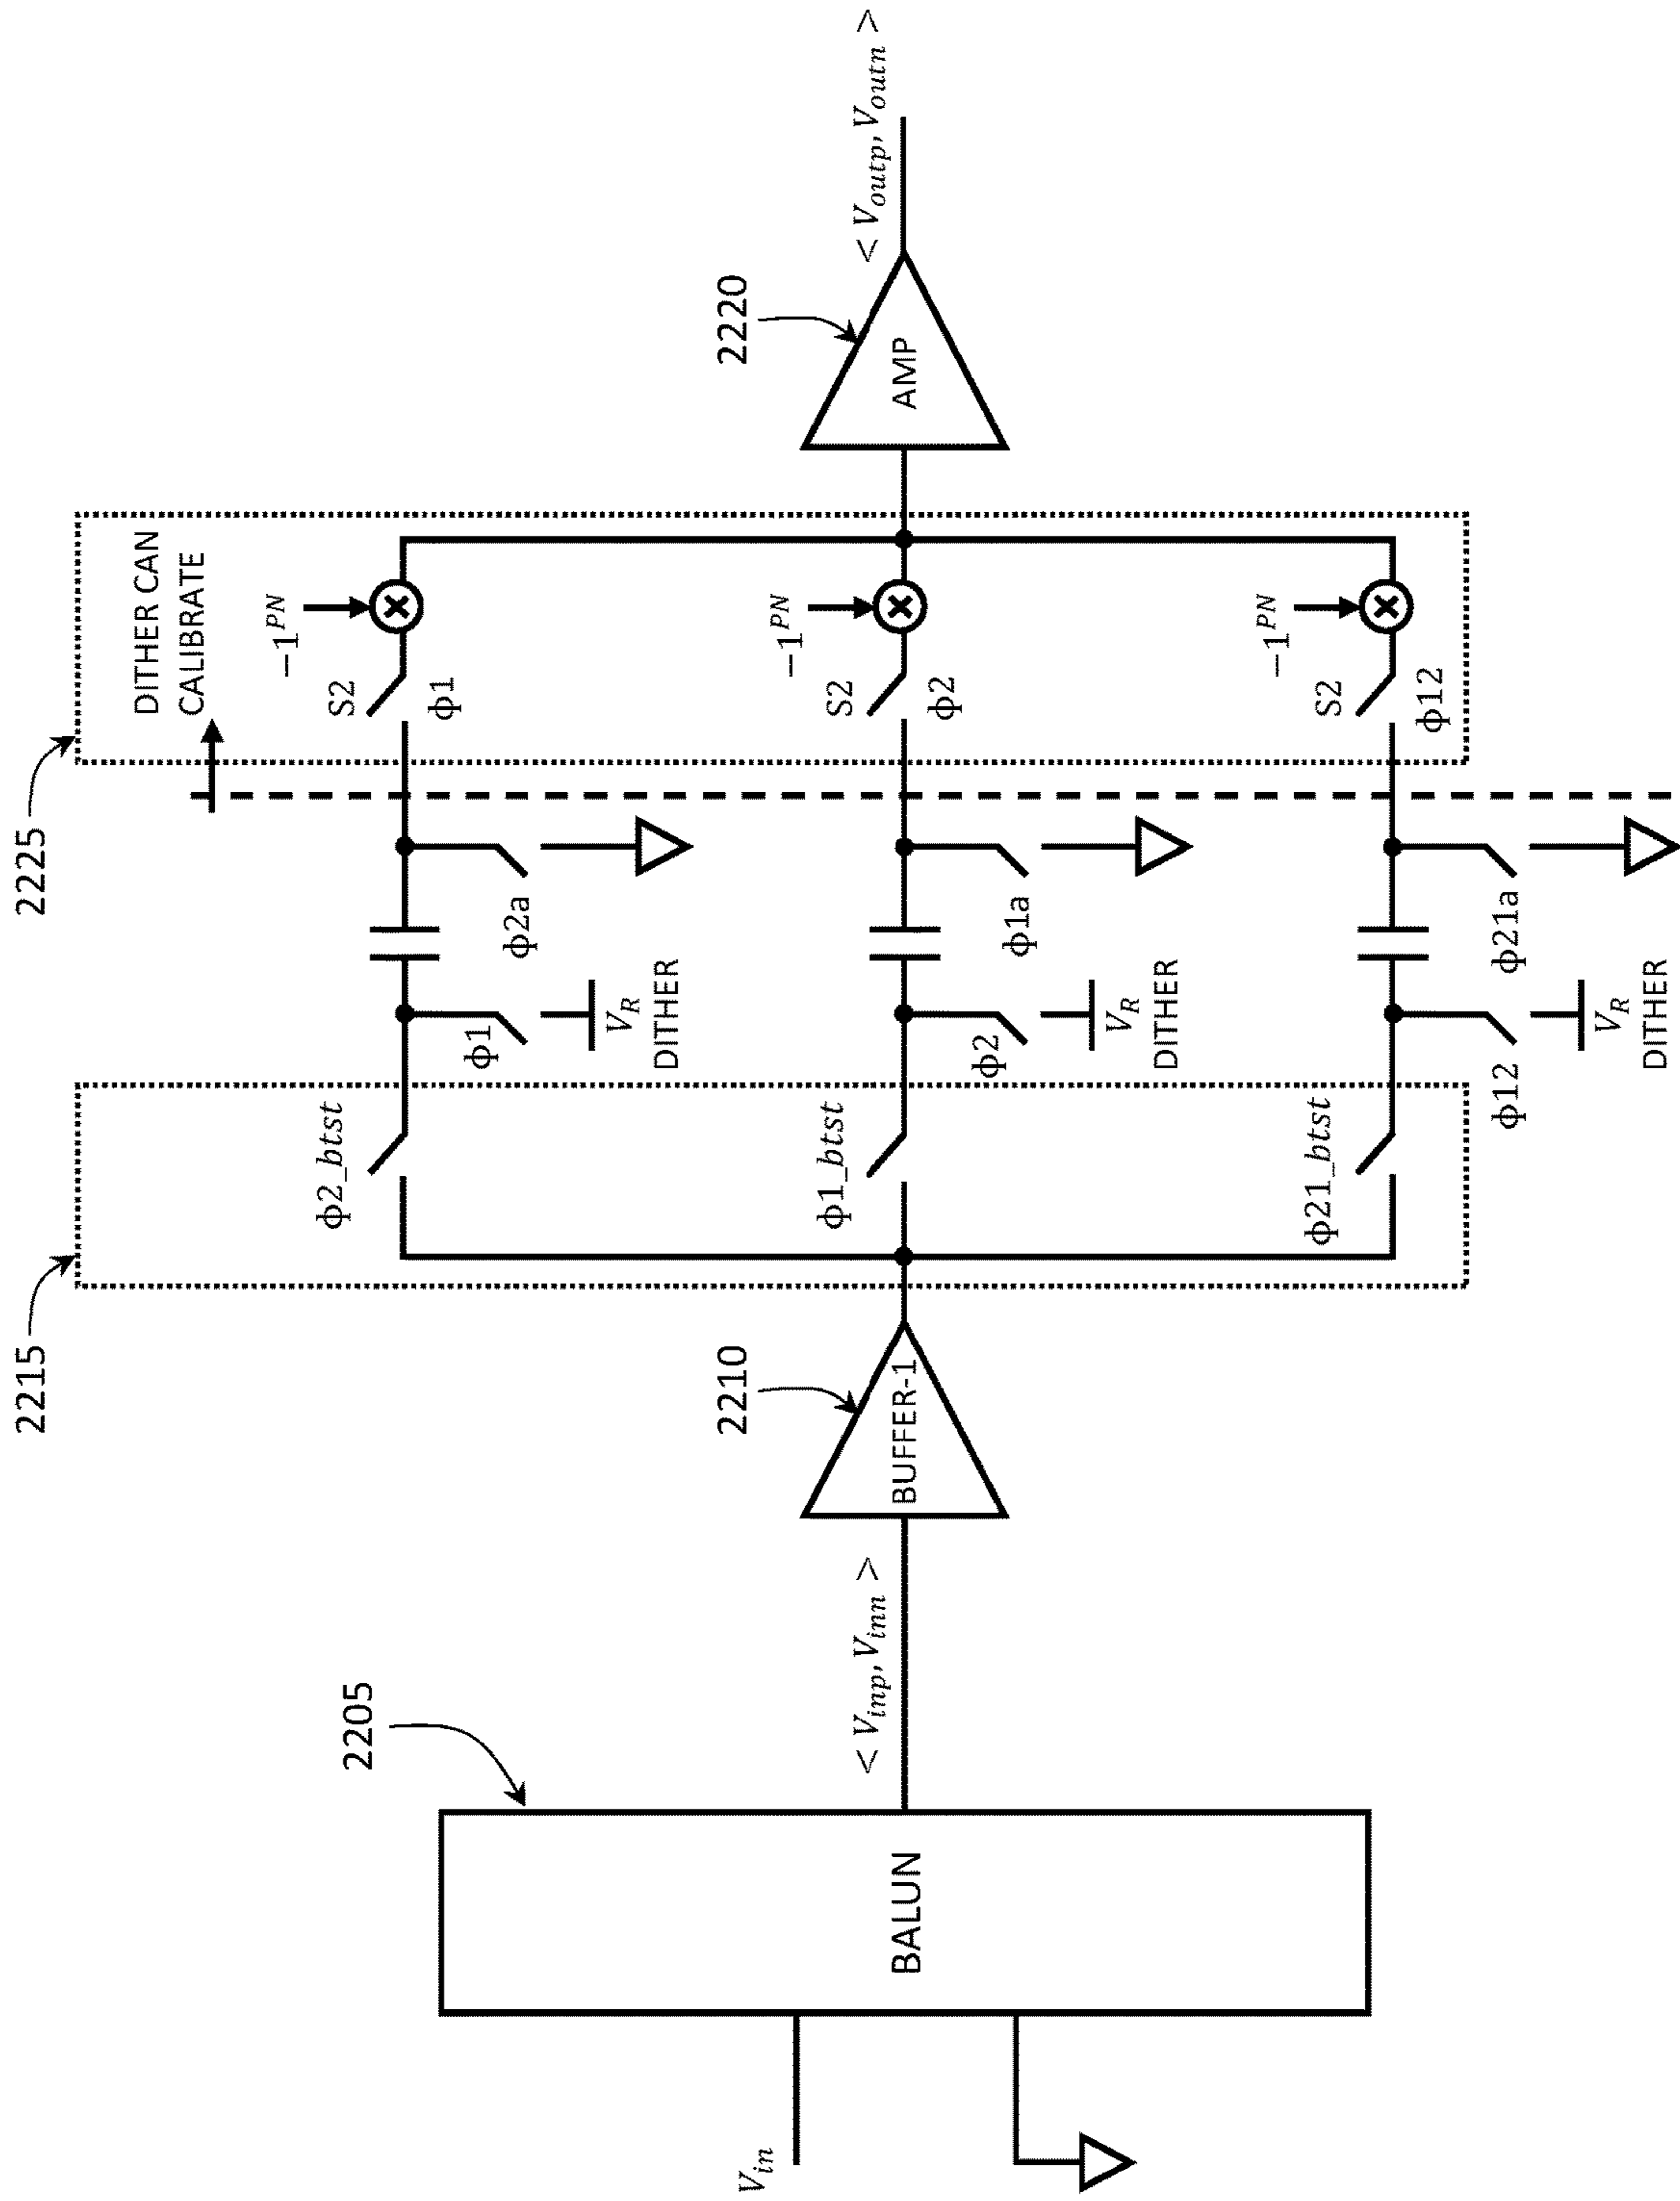 2205
2210
2215
2220
2225
V_in
BALUN
< V_inp, V_inn >
BUFFER-1
ϕ2_btst
ϕ1
V_R
DITHER
ϕ2a
S2
ϕ1
−1^PN
ϕ1_btst
ϕ2
V_R
DITHER
ϕ1a
S2
ϕ2
−1^PN
ϕ21_btst
ϕ12
V_R
DITHER
ϕ21a
S2
ϕ12
−1^PN
DITHER CAN
CALIBRATE
AMP
< V_outp, V_outn >